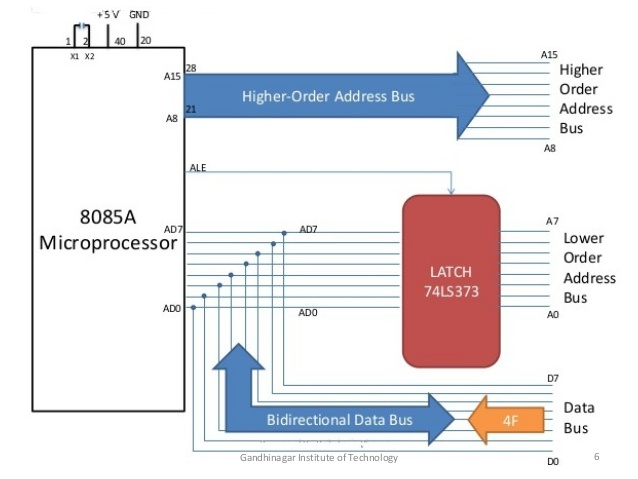 +5 V GND
1 2 40 20
X1 X2
A15 28
A8 21
Higher-Order Address Bus
A15
Higher
Order
Address
Bus
A8
ALE
8085A
Microprocessor
AD7
AD0
AD7
AD0
LATCH
74LS373
A7
Lower
Order
Address
Bus
A0
D7
Data
Bus
D0
Bidirectional Data Bus
4F
Gandhinagar Institute of Technology
6